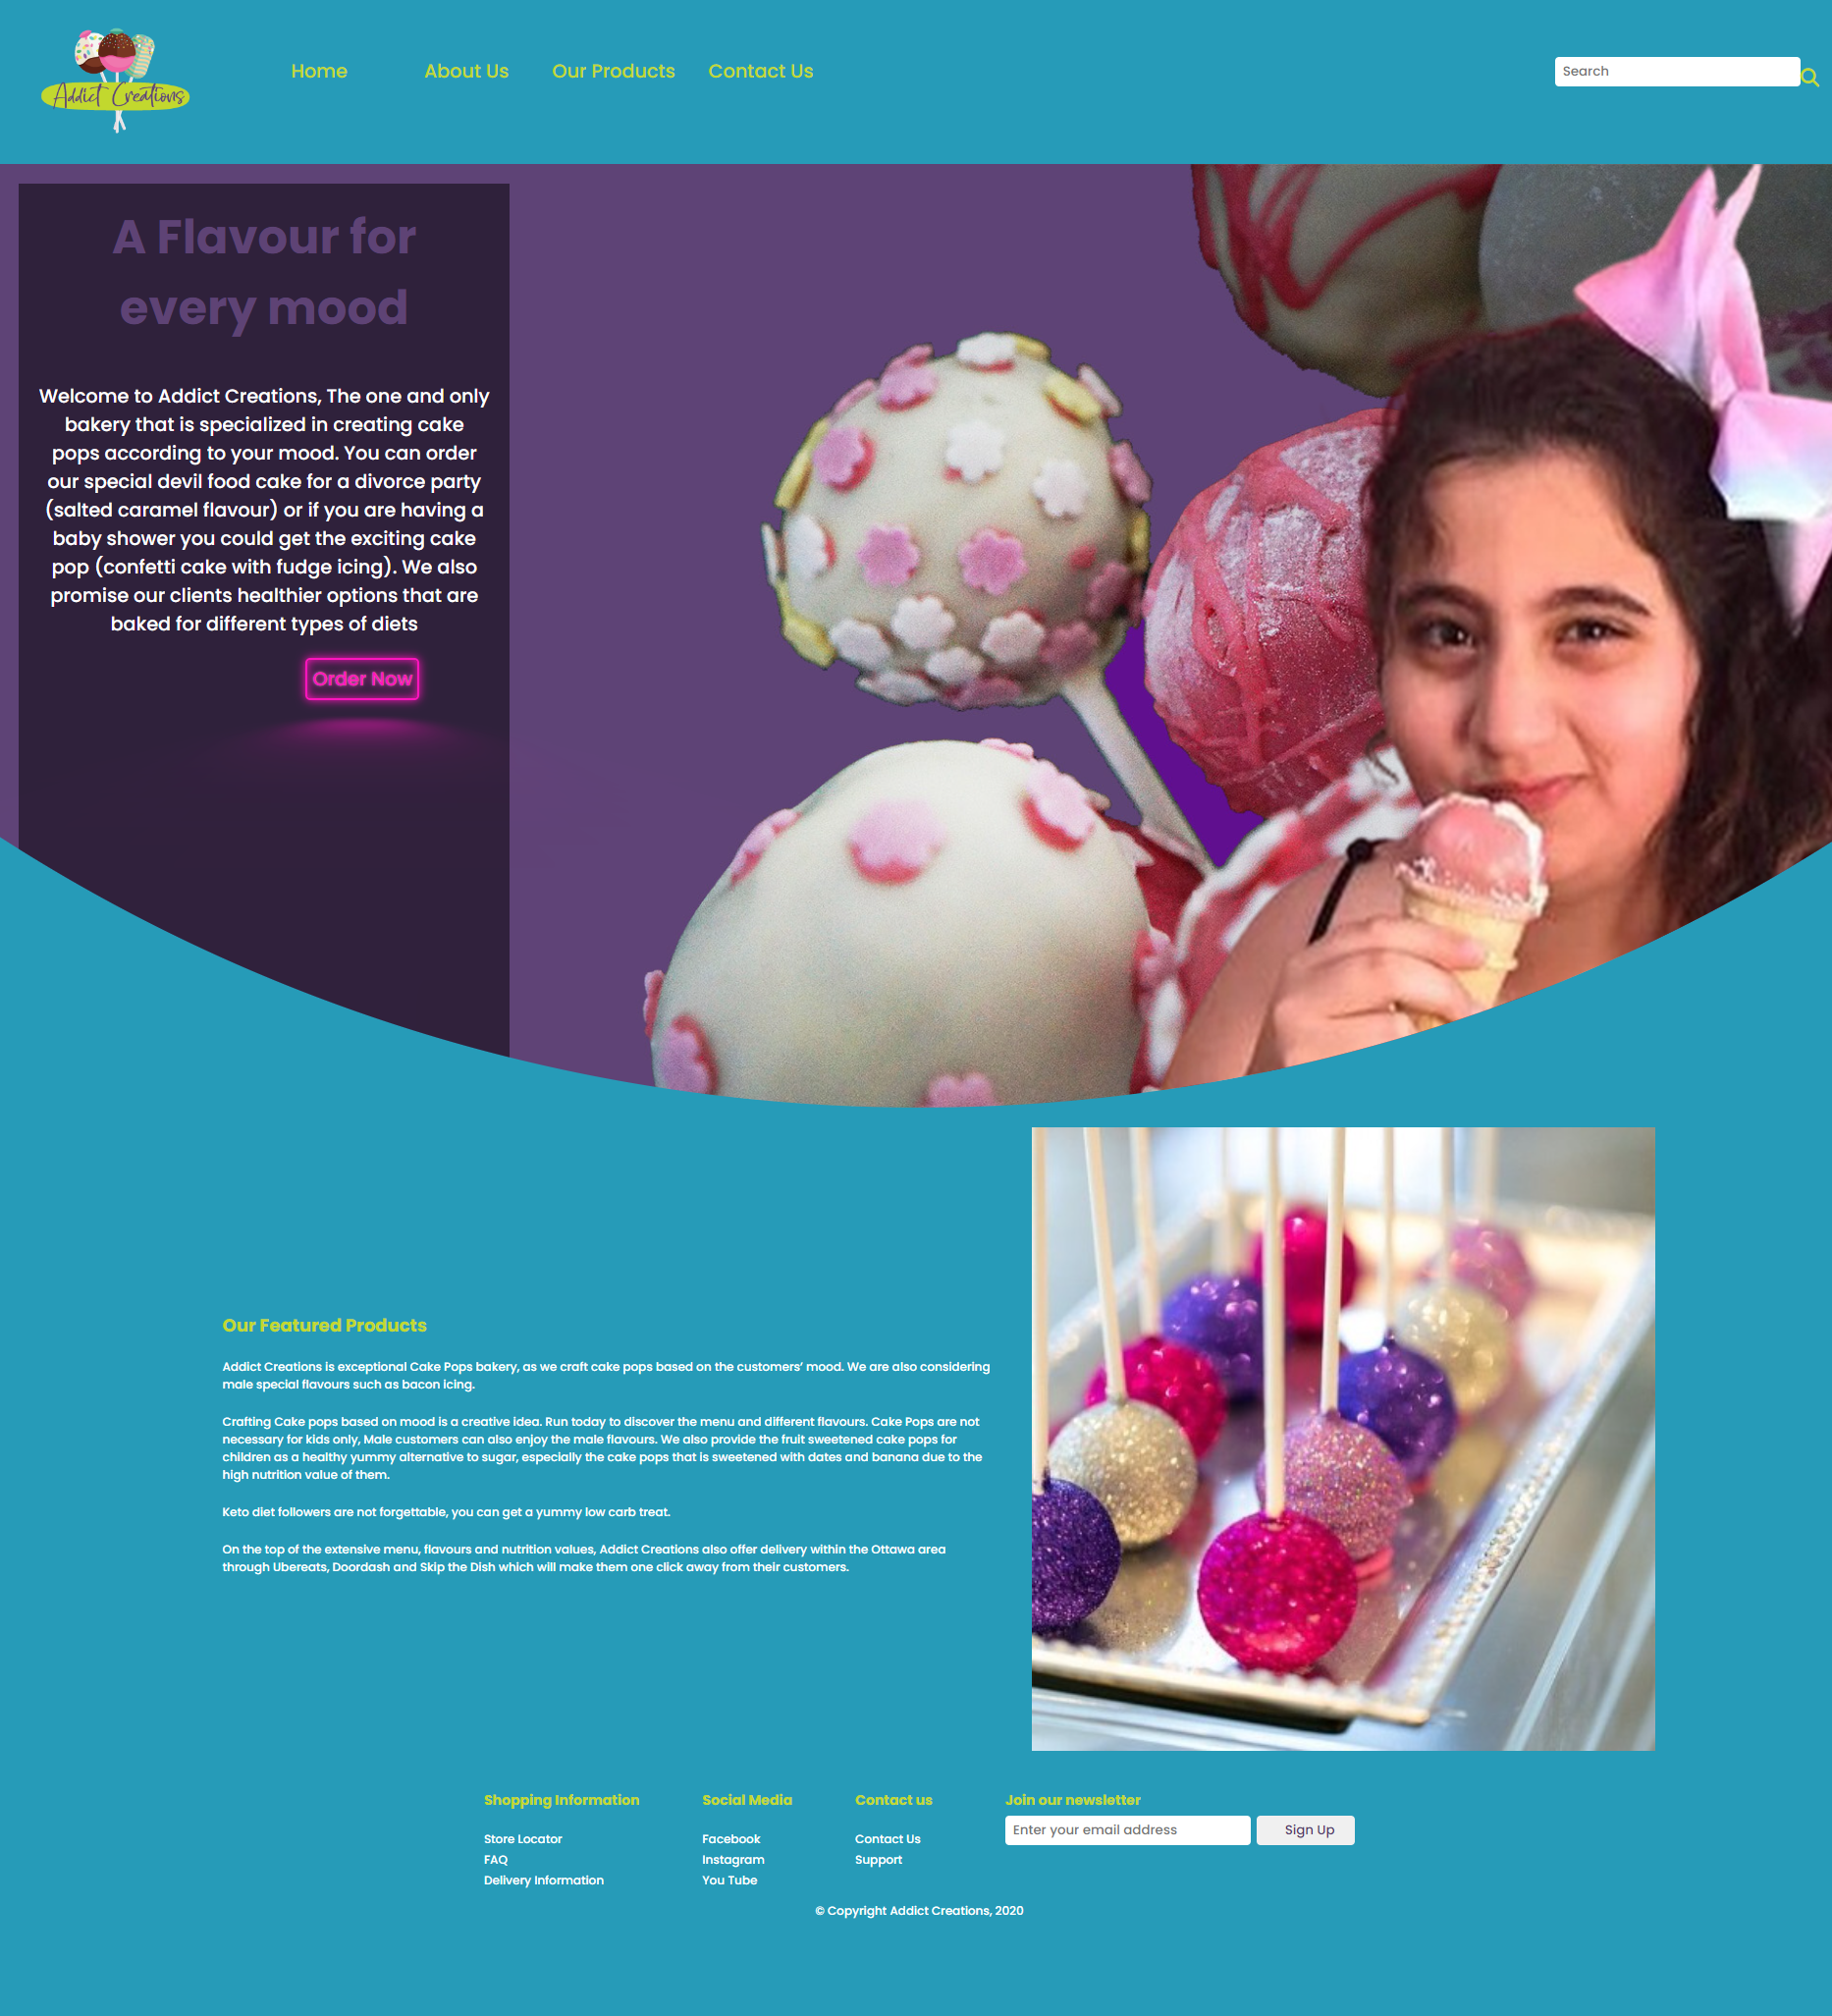 Addict Creations
Home
About Us
Our Products
Contact Us
Search
A Flavour for
every mood
Welcome to Addict Creations, The one and only
bakery that is specialized in creating cake
pops according to your mood. You can order
our special devil food cake for a divorce party
(salted caramel flavour) or if you are having a
baby shower you could get the exciting cake
pop (confetti cake with fudge icing). We also
promise our clients healthier options that are
baked for different types of diets
Order Now
Our Featured Products
Addict Creations is exceptional Cake Pops bakery, as we craft cake pops based on the customers’ mood. We are also considering
male special flavours such as bacon icing.
Crafting Cake pops based on mood is a creative idea. Run today to discover the menu and different flavours. Cake Pops are not
necessary for kids only, Male customers can also enjoy the male flavours. We also provide the fruit sweetened cake pops for
children as a healthy yummy alternative to sugar, especially the cake pops that is sweetened with dates and banana due to the
high nutrition value of them.
Keto diet followers are not forgettable, you can get a yummy low carb treat.
On the top of the extensive menu, flavours and nutrition values, Addict Creations also offer delivery within the Ottawa area
through Ubereats, Doordash and Skip the Dish which will make them one click away from their customers.
Shopping Information
Store Locator
FAQ
Delivery Information
Social Media
Facebook
Instagram
You Tube
Contact us
Contact Us
Support
Join our newsletter
Enter your email address
Sign Up
© Copyright Addict Creations, 2020